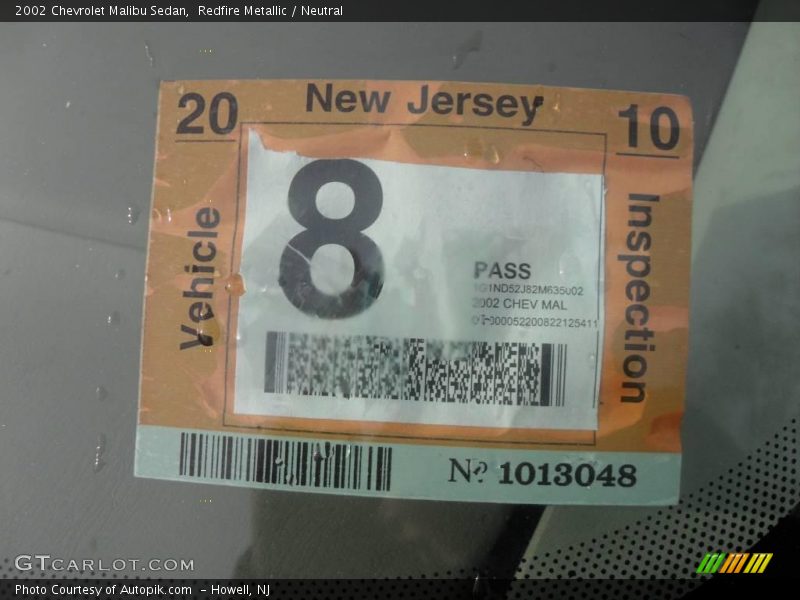 2002 Chevrolet Malibu Sedan, Redfire Metallic / Neutral
20 New Jersey 10
Vehicle
8
PASS
1G1ND52J82M635002
2002 CHEV MAL
Inspection
Nº 1013048
GTCARLOT.COM
Photo Courtesy of Autopik.com - Howell, NJ